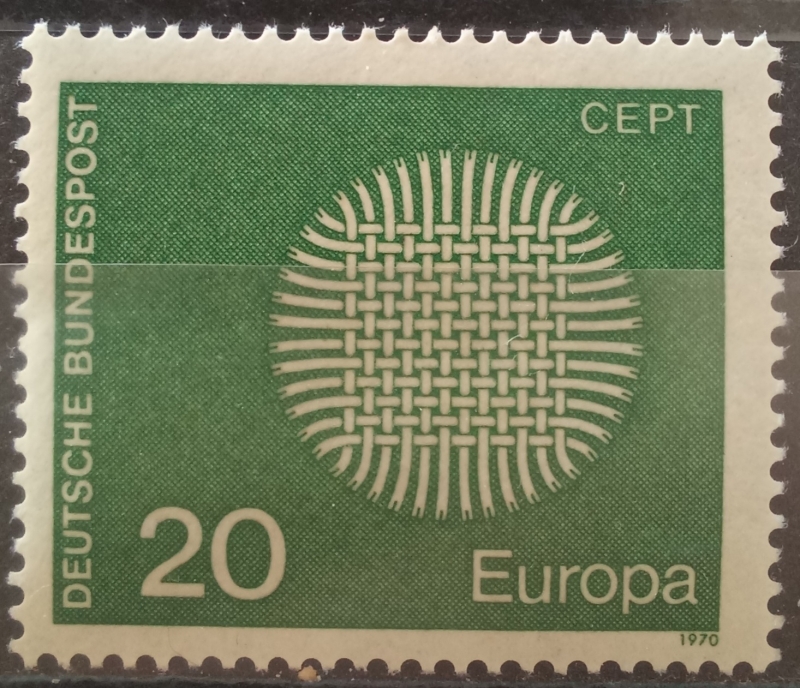 CEPT
DEUTSCHE BUNDESPOST
20
Europa
1970